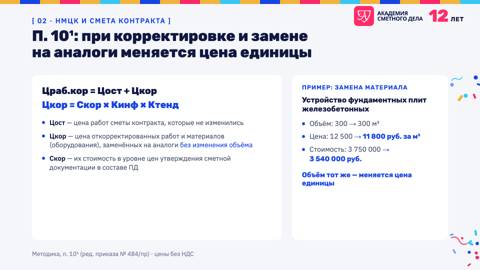 [ 02 · НМЦК И СМЕТА КОНТРАКТА ]
АКАДЕМИЯ
СМЕТНОГО ДЕЛА
12 ЛЕТ
П. 10¹: при корректировке и замене
на аналоги меняется цена единицы
Цраб.кор = Цост + Цкор
Цкор = Скор × Кинф × Ктенд
Цост — цена работ сметы контракта, которые не изменились
Цкор — цена откорректированных работ и материалов
(оборудования), заменённых на аналоги без изменения объёма
Скор — их стоимость в уровне цен утверждения сметной
документации в составе ПД
ПРИМЕР: ЗАМЕНА МАТЕРИАЛА
Устройство фундаментных плит
железобетонных
Объём: 300 → 300 м³
Цена: 12 500 → 11 800 руб. за м³
Стоимость: 3 750 000 →
3 540 000 руб.
Объём тот же — меняется цена
единицы
Методика, п. 10¹ (ред. приказа № 484/пр) · цены без НДС